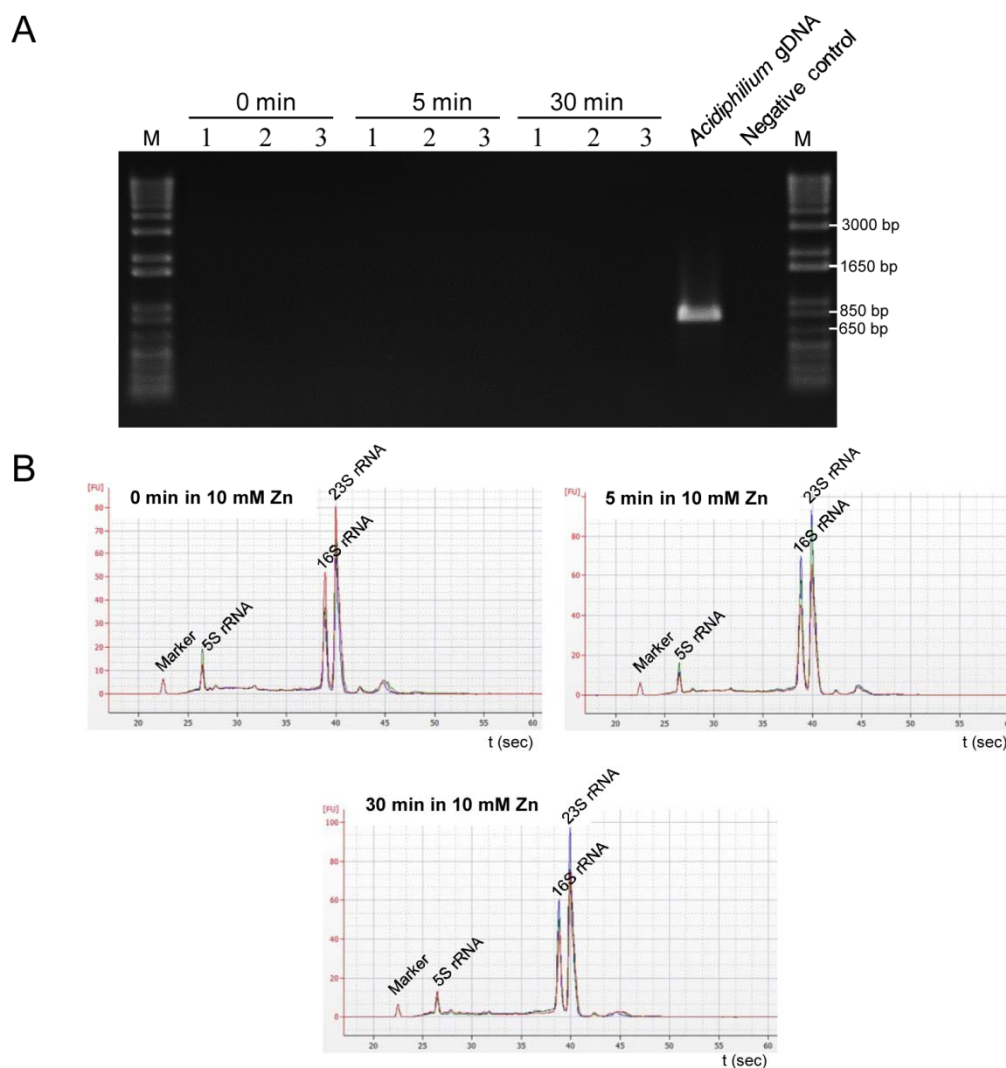 A
0 min
5 min
30 min
Acidiphilium gDNA
Negative control
M
1 2 3
1 2 3
1 2 3
M
3000 bp
1650 bp
850 bp
650 bp
B
[FU]
0 min in 10 mM Zn
Marker
5S rRNA
16S rRNA
23S rRNA
80
70
60
50
40
30
20
10
0
20 25 30 35 40 45 50 55 60
t (sec)
[FU]
5 min in 10 mM Zn
Marker
5S rRNA
16S rRNA
23S rRNA
80
60
40
20
0
20 25 30 35 40 45 50 55 60
t (sec)
[FU]
30 min in 10 mM Zn
Marker
5S rRNA
16S rRNA
23S rRNA
100
80
60
40
20
0
20 25 30 35 40 45 50 55 60
t (sec)